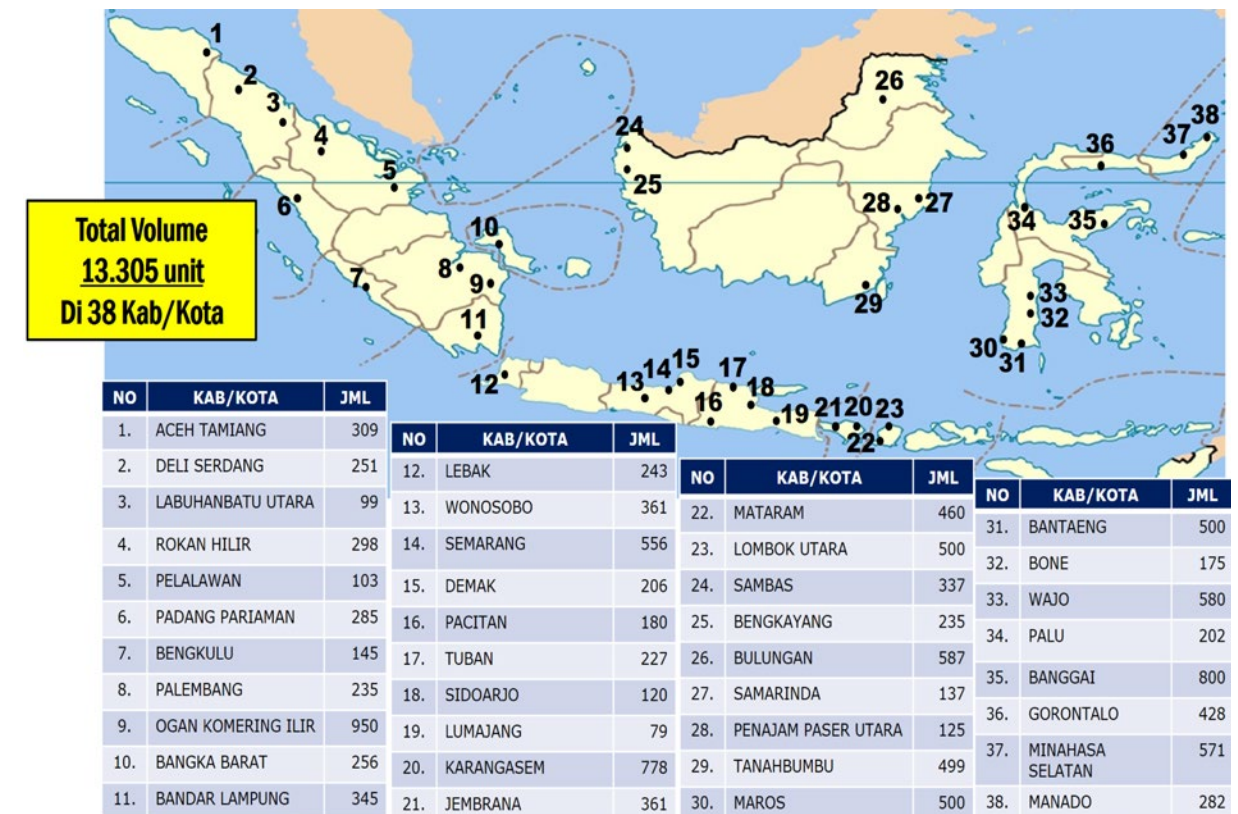 1
2
3
4
5
6
7
8
9
10
11
12
13
14
15
16
17
18
19
21 20 23
22
24
25
26
27
28
29
30
31
32
33
34
35
36
37
38
Total Volume
13.305 unit
Di 38 Kab/Kota
NO KAB/KOTA JML
1. ACEH TAMIANG 309
2. DELI SERDANG 251
3. LABUHANBATU UTARA 99
4. ROKAN HILIR 298
5. PELALAWAN 103
6. PADANG PARIAMAN 285
7. BENGKULU 145
8. PALEMBANG 235
9. OGAN KOMERING ILIR 950
10. BANGKA BARAT 256
11. BANDAR LAMPUNG 345
NO KAB/KOTA JML
12. LEBAK 243
13. WONOSOBO 361
14. SEMARANG 556
15. DEMAK 206
16. PACITAN 180
17. TUBAN 227
18. SIDOARJO 120
19. LUMAJANG 79
20. KARANGASEM 778
21. JEMBRANA 361
NO KAB/KOTA JML
22. MATARAM 460
23. LOMBOK UTARA 500
24. SAMBAS 337
25. BENGKAYANG 235
26. BULUNGAN 587
27. SAMARINDA 137
28. PENAJAM PASER UTARA 125
29. TANAHBUMBU 499
30. MAROS 500
NO KAB/KOTA JML
31. BANTAENG 500
32. BONE 175
33. WAJO 580
34. PALU 202
35. BANGGAI 800
36. GORONTALO 428
37. MINAHASA 571
SELATAN
38. MANADO 282